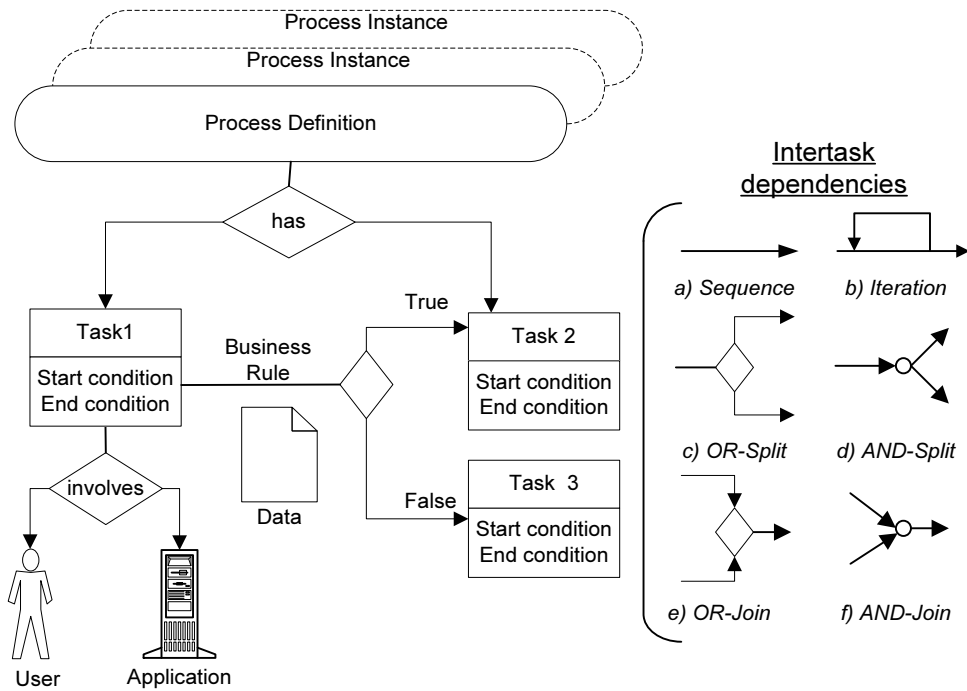 Process Instance
Process Instance
Process Definition
has
Task1
Start condition
End condition
Business
Rule
Data
True
False
Task 2
Start condition
End condition
Task 3
Start condition
End condition
involves
User
Application
Intertask
dependencies
a) Sequence
b) Iteration
c) OR-Split
d) AND-Split
e) OR-Join
f) AND-Join